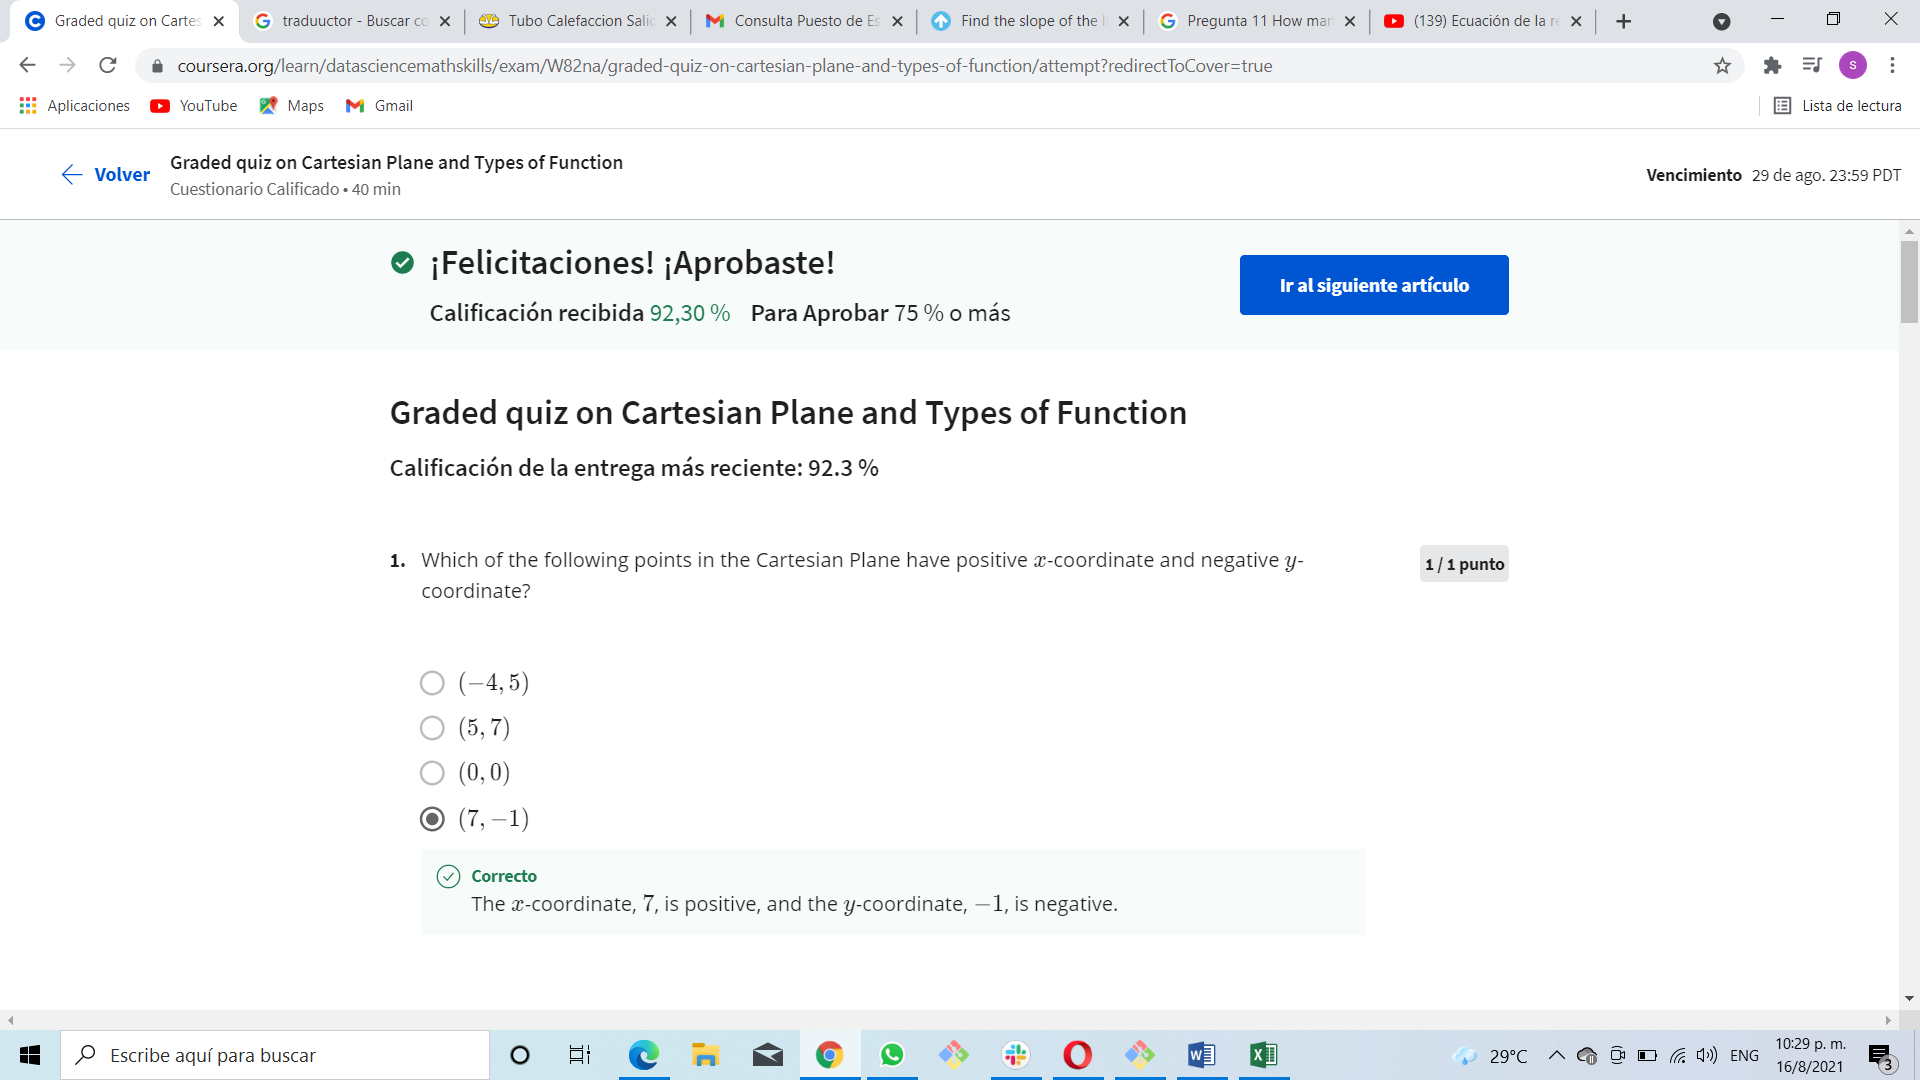 Graded quiz on Cartes
traduuctor - Buscar co
Tubo Calefaccion Salid
Consulta Puesto de Es
Find the slope of the li
Pregunta 11 How man
(139) Ecuación de la re
coursera.org/learn/datasciencemathskills/exam/W82na/graded-quiz-on-cartesian-plane-and-types-of-function/attempt?redirectToCover=true
s
Aplicaciones
YouTube
Maps
Gmail
Lista de lectura
Volver
Graded quiz on Cartesian Plane and Types of Function
Cuestionario Calificado • 40 min
Vencimiento 29 de ago. 23:59 PDT
¡Felicitaciones! ¡Aprobaste!
Calificación recibida 92,30 % Para Aprobar 75 % o más
Ir al siguiente artículo
Graded quiz on Cartesian Plane and Types of Function
Calificación de la entrega más reciente: 92.3 %
1. Which of the following points in the Cartesian Plane have positive x-coordinate and negative y-
coordinate?
1 / 1 punto
(−4, 5)
(5, 7)
(0, 0)
(7, −1)
Correcto
The x-coordinate, 7, is positive, and the y-coordinate, −1, is negative.
Escribe aquí para buscar
29°C
ENG
10:29 p. m.
16/8/2021
3